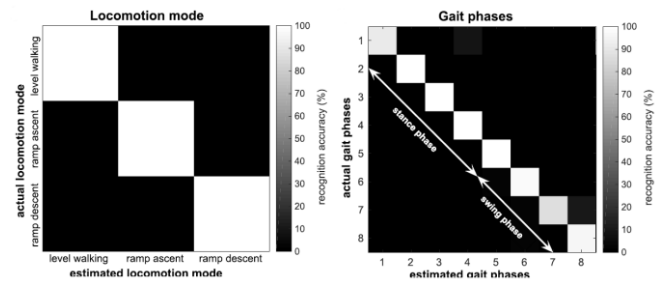 Locomotion mode
actual locomotion mode
level walking
ramp ascent
ramp descent
level walking ramp ascent ramp descent
estimated locomotion mode
100
90
80
70
60
50
40
30
20
10
0
recognition accuracy (%)
Gait phases
actual gait phases
1
2
3
4
5
6
7
8
stance phase
swing phase
1 2 3 4 5 6 7 8
estimated gait phases
100
90
80
70
60
50
40
30
20
10
0
recognition accuracy (%)